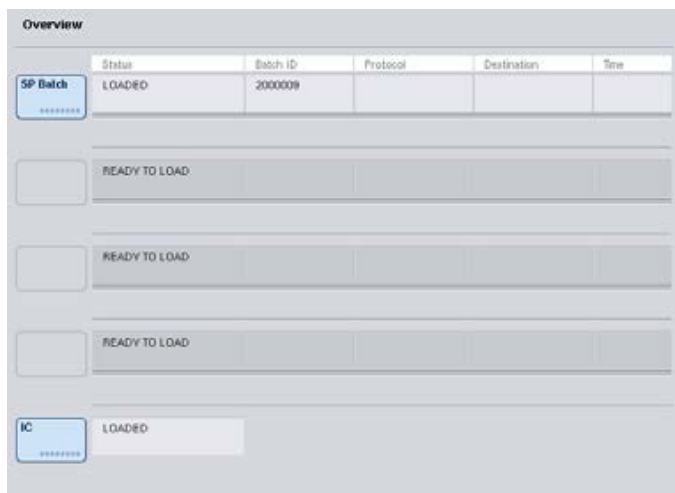 Overview
Status Batch ID Protocol Destination Time
SP Batch LOADED 2000009
READY TO LOAD
READY TO LOAD
READY TO LOAD
IC LOADED